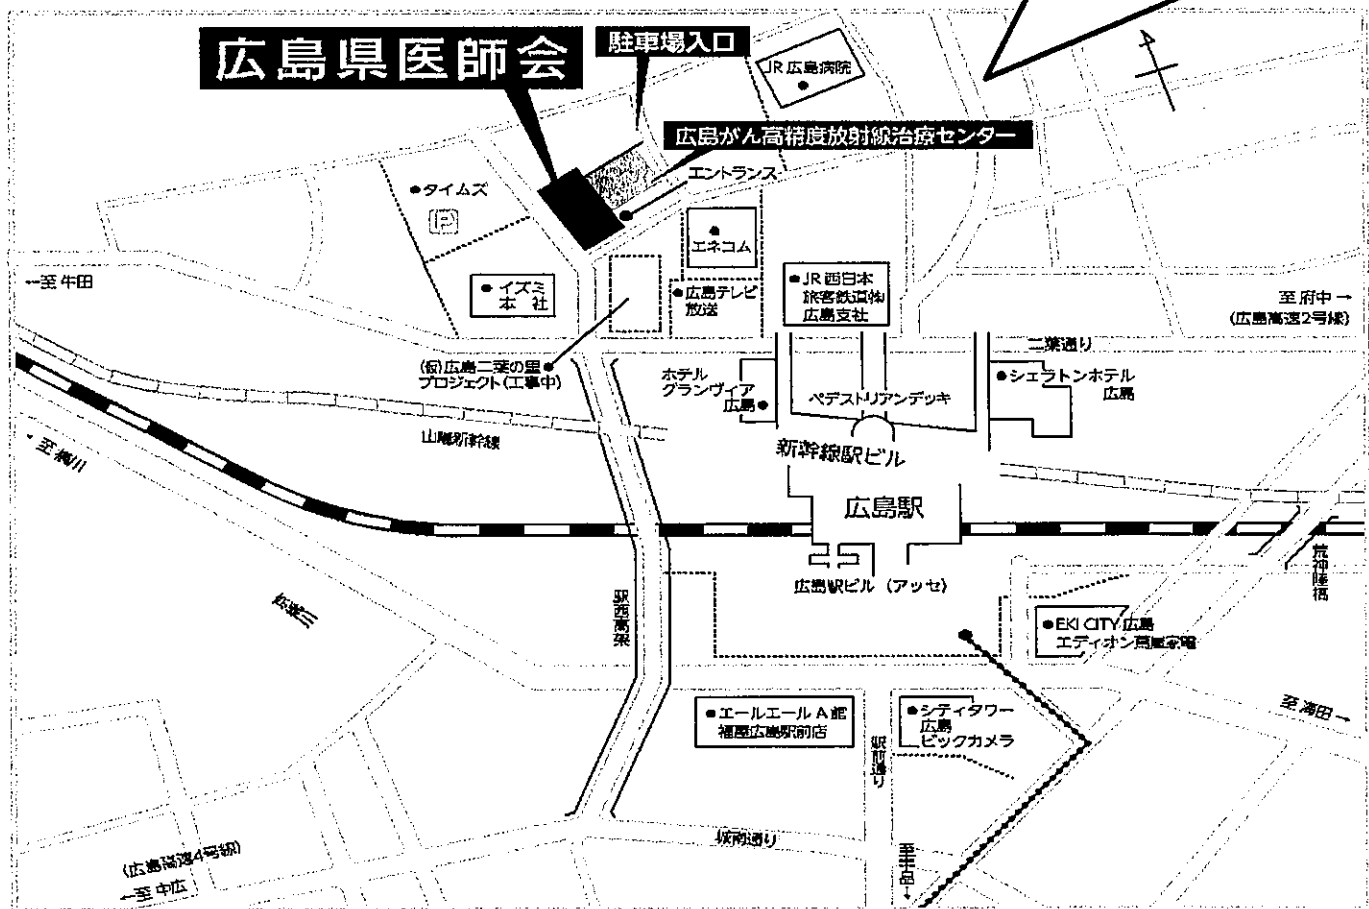 広島県医師会
駐車場入口
JR広島病院
広島がん高精度放射線治療センター
エントランス
●タイムズ
P
エネコム
←至 牛田
イズミ
本 社
広島テレビ
放送
JR西日本
旅客鉄道㈱
広島支社
至 府中→
(広島高速2号線)
二葉通り
(仮)広島二葉の里
プロジェクト(工事中)
ホテル
グランヴィア
広島
ペデストリアンデッキ
シェラトンホテル
広島
山陽新幹線
至 横川
新幹線駅ビル
広島駅
広島駅ビル (アッセ)
駅西高架
荒神陸橋
EKI CITY 広島
エディオン蔦屋家電
エールエールA館
福屋広島駅前店
シティタワー
広島
ビックカメラ
至 海田→
駅前通り
城南通り
(広島高速4号線)
←至 中広
至宇品→